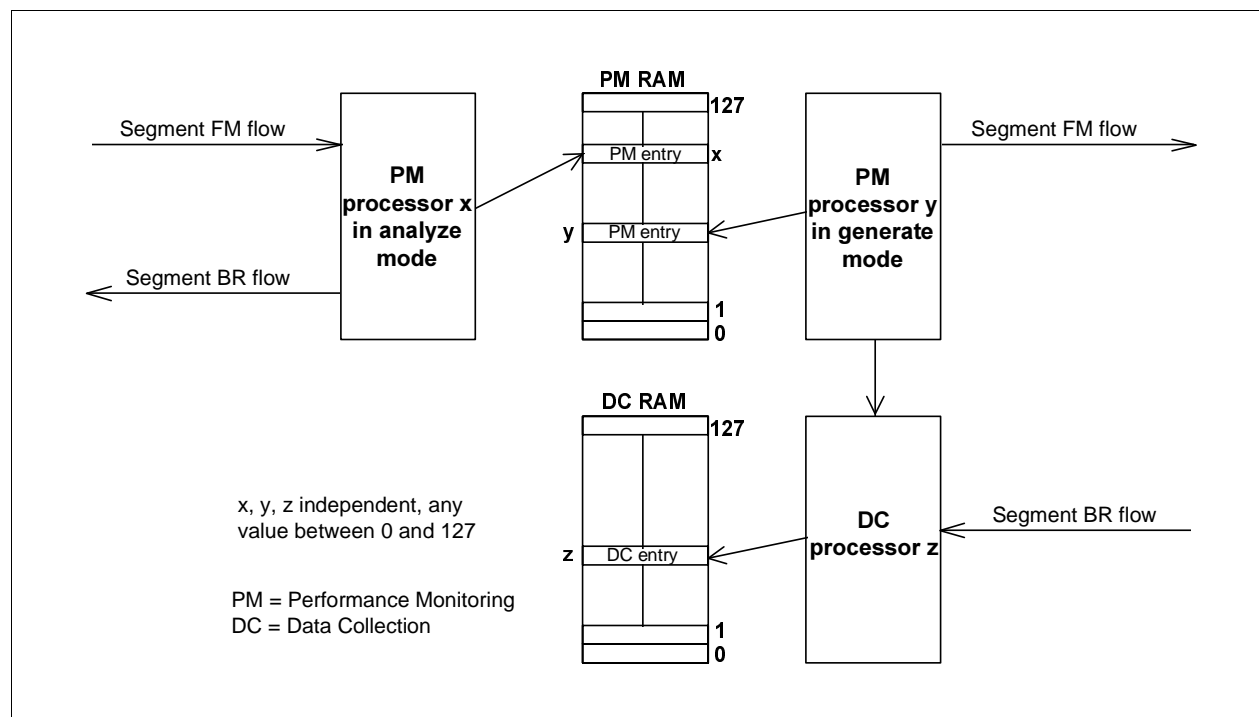 PM RAM
127
Segment FM flow
Segment FM flow
PM entry
x
PM
processor x
in analyze
mode
PM
processor y
in generate
mode
y
PM entry
Segment BR flow
1
0
DC RAM
127
x, y, z independent, any
value between 0 and 127
Segment BR flow
DC
processor z
z
DC entry
PM = Performance Monitoring
DC = Data Collection
1
0